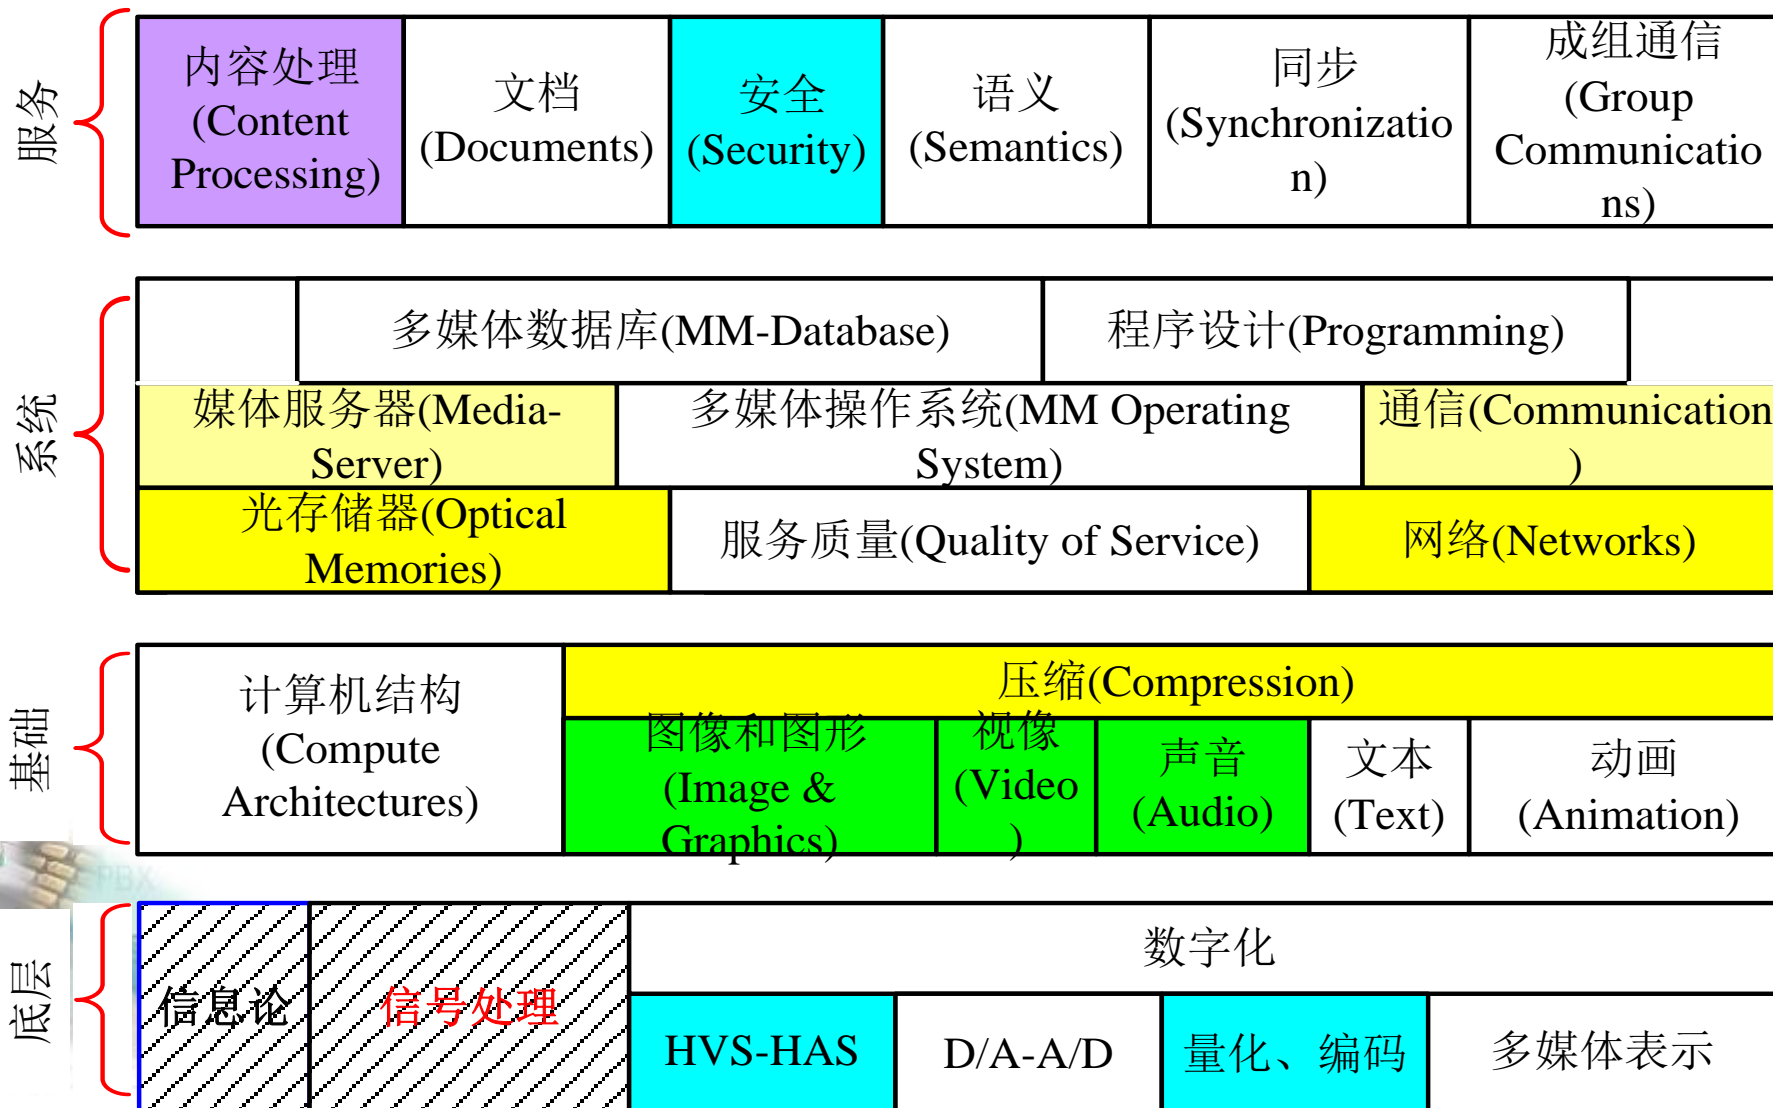 服务
内容处理
(Content
Processing)
文档
(Documents)
安全
(Security)
语义
(Semantics)
同步
(Synchronizatio
n)
成组通信
(Group
Communicatio
ns)
系统
多媒体数据库(MM-Database)
程序设计(Programming)
媒体服务器(Media-
Server)
多媒体操作系统(MM Operating
System)
通信(Communication
)
光存储器(Optical
Memories)
服务质量(Quality of Service)
网络(Networks)
基础
计算机结构
(Compute
Architectures)
压缩(Compression)
图像和图形
(Image &
Graphics)
视像
(Video
)
声音
(Audio)
文本
(Text)
动画
(Animation)
PBX
底层
信息论
信号处理
数字化
HVS-HAS
D/A-A/D
量化、编码
多媒体表示